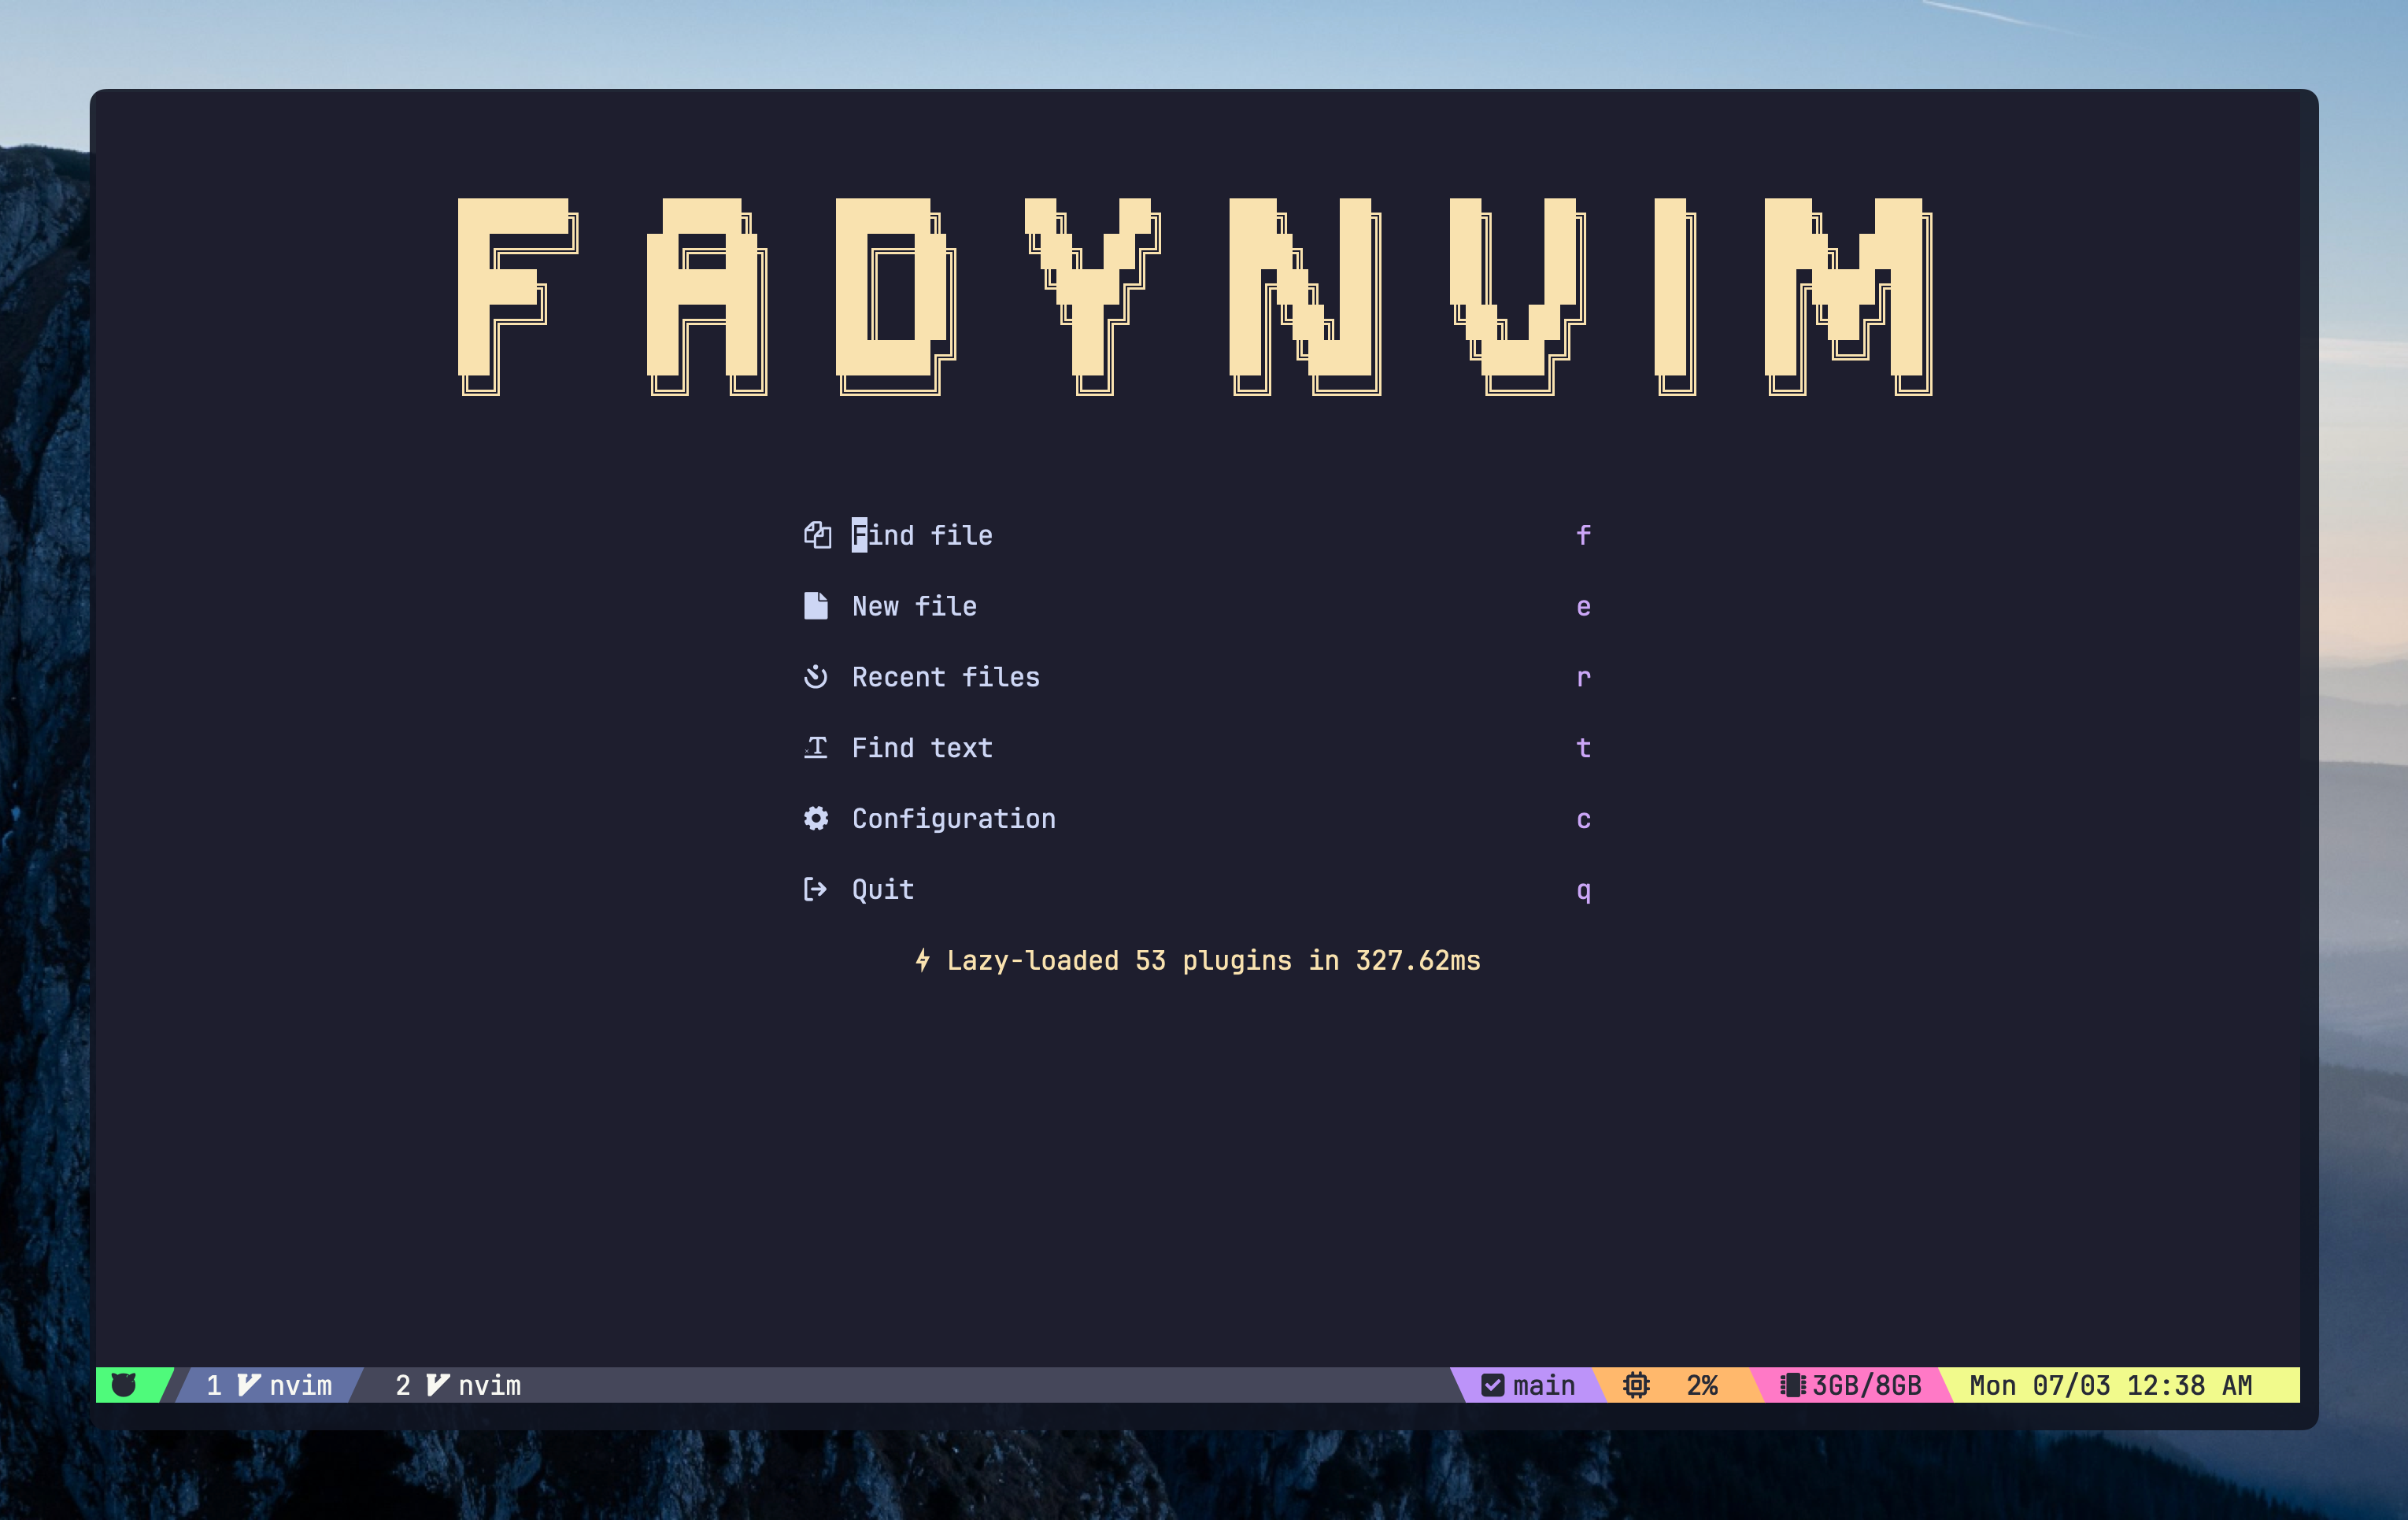 FADYNVIM
Find file f
New file e
Recent files r
Find text t
Configuration c
Quit q
Lazy-loaded 53 plugins in 327.62ms
1 nvim 2 nvim main 2% 3GB/8GB Mon 07/03 12:38 AM